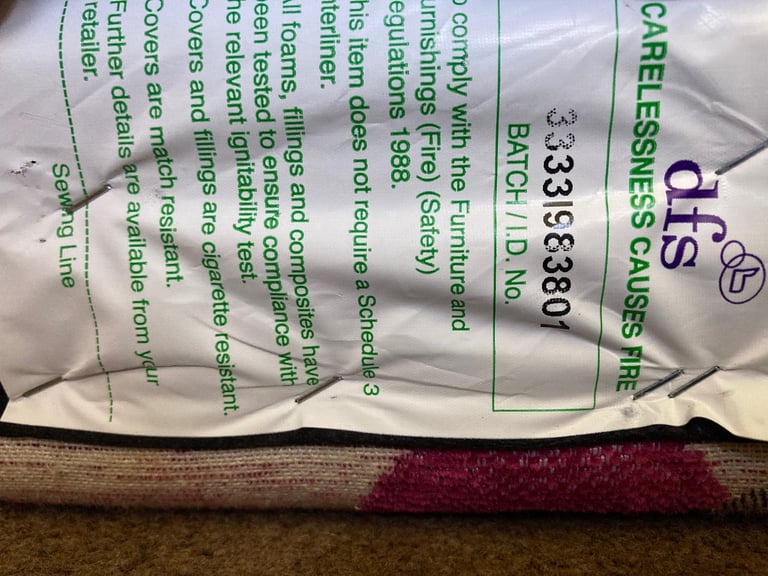 dfs
CARELESSNESS CAUSES FIRE
33331983801
BATCH / I.D. No.
o comply with the Furniture and
urnishings (Fire) (Safety)
egulations 1988.
his item does not require a Schedule 3
nterliner.
ll foams, fillings and composites have
een tested to ensure compliance with
he relevant ignitability test.
Covers and fillings are cigarette resistant.
Covers are match resistant.
Further details are available from your
retailer.
Sewing Line